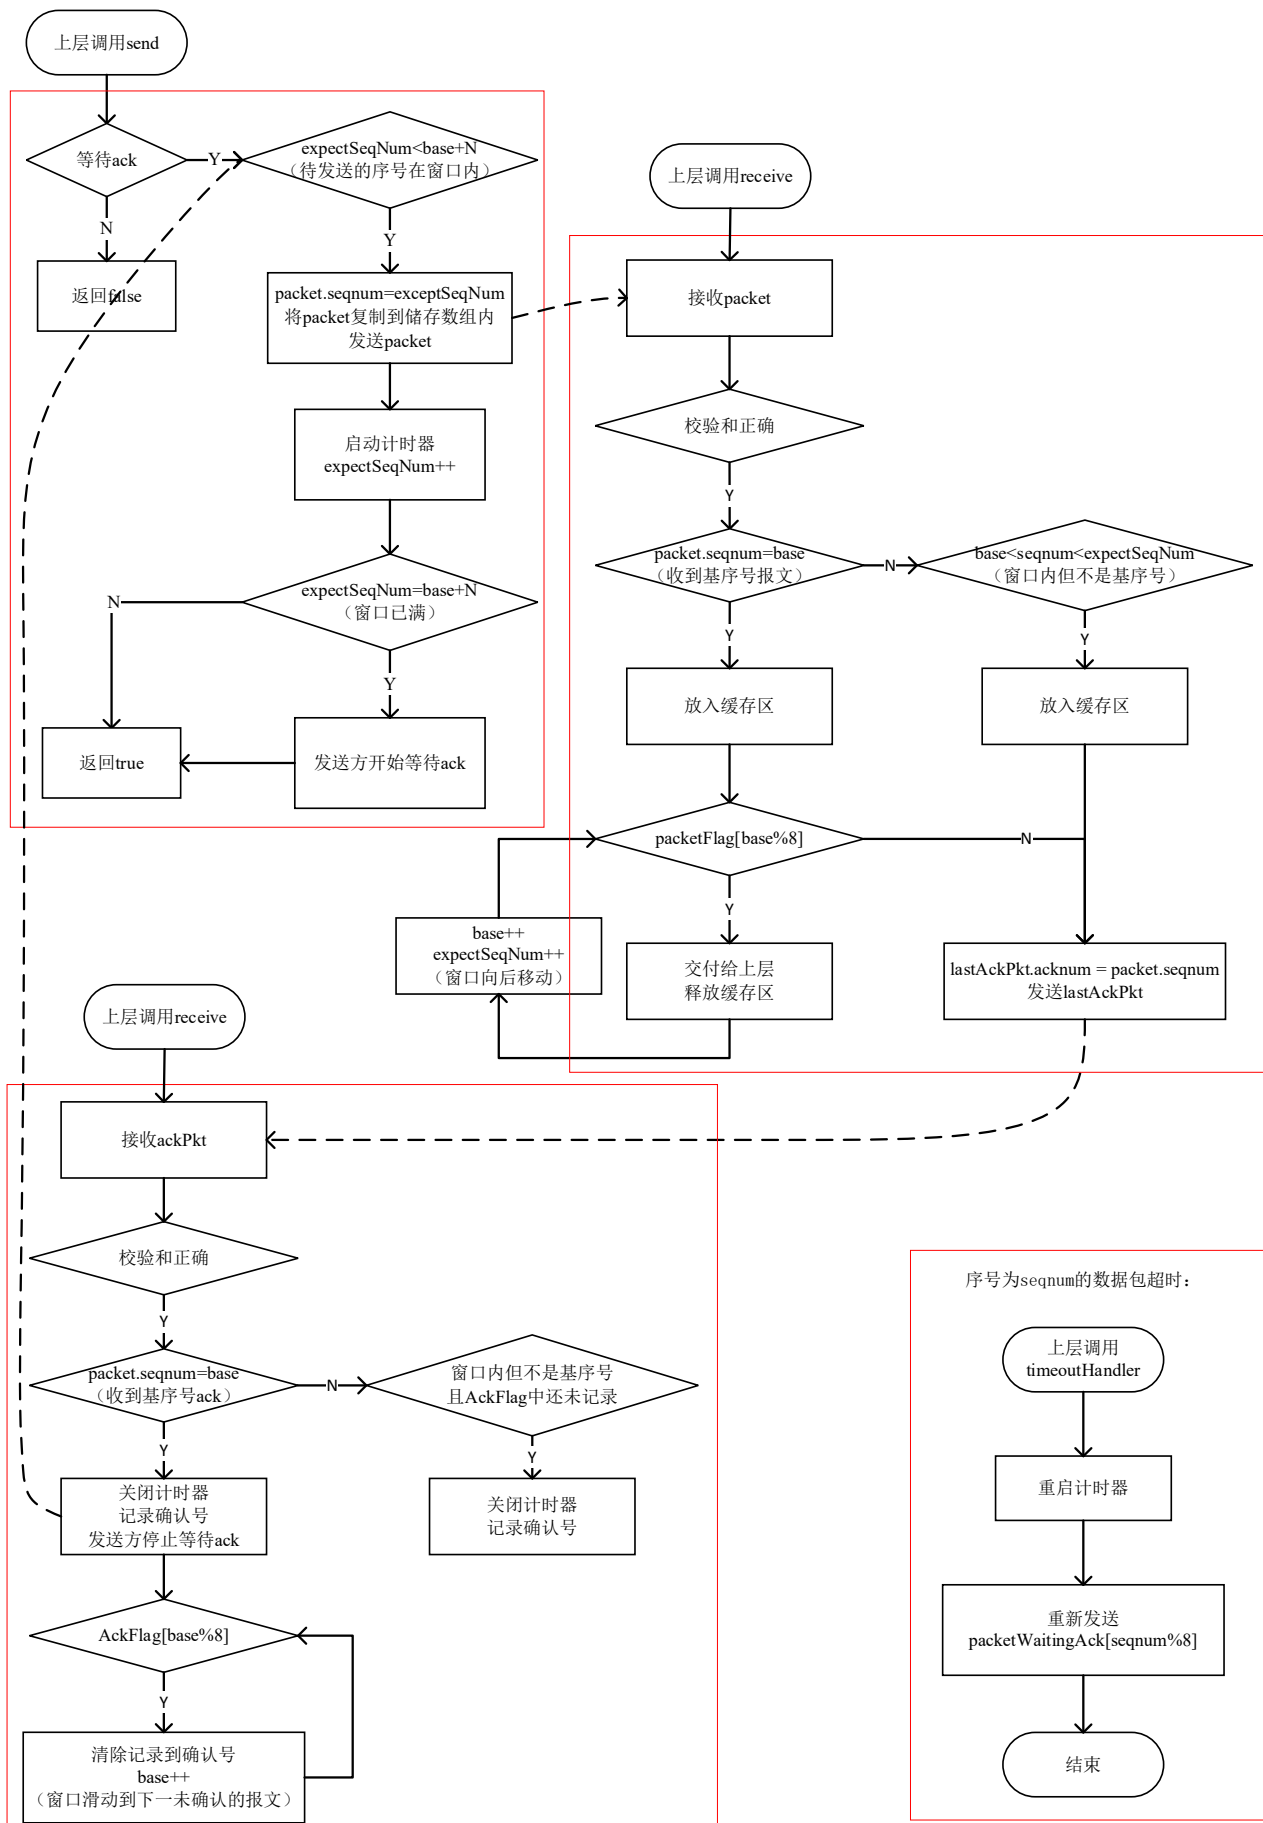 上层调用send
等待ack
Y
expectSeqNum<base+N
（待发送的序号在窗口内）
N
返回false
Y
packet.seqnum=exceptSeqNum
将packet复制到储存数组内
发送packet
启动计时器
expectSeqNum++
expectSeqNum=base+N
（窗口已满）
N
Y
返回true
发送方开始等待ack
上层调用receive
接收packet
校验和正确
Y
packet.seqnum=base
（收到基序号报文）
N
base<seqnum<expectSeqNum
（窗口内但不是基序号）
Y
Y
放入缓存区
放入缓存区
packetFlag[base%8]
N
Y
base++
expectSeqNum++
（窗口向后移动）
交付给上层
释放缓存区
lastAckPkt.acknum = packet.seqnum
发送lastAckPkt
上层调用receive
接收ackPkt
校验和正确
Y
packet.seqnum=base
（收到基序号ack）
N
窗口内但不是基序号
且AckFlag中还未记录
Y
Y
关闭计时器
记录确认号
发送方停止等待ack
关闭计时器
记录确认号
AckFlag[base%8]
Y
清除记录到确认号
base++
（窗口滑动到下一未确认的报文）
序号为seqnum的数据包超时：
上层调用
timeoutHandler
重启计时器
重新发送
packetWaitingAck[seqnum%8]
结束